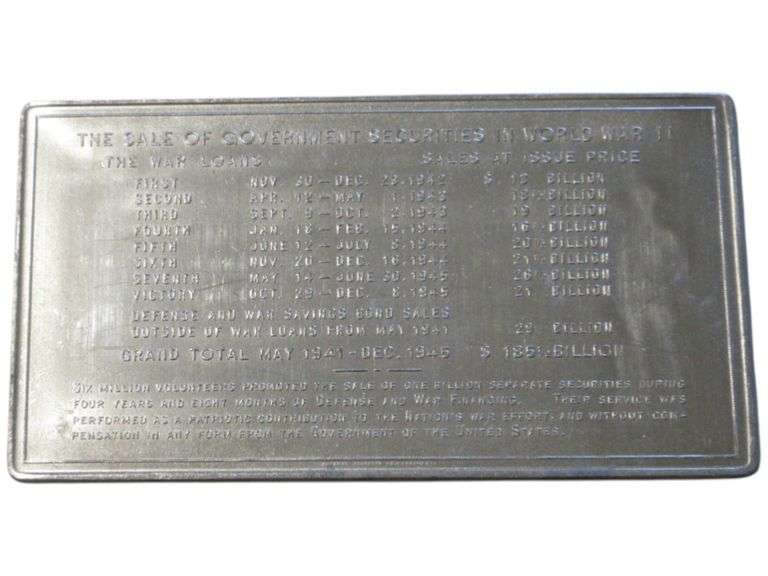 THE SALE OF GOVERNMENT SECURITIES IN WORLD WAR II
THE WAR LOANS SALES AT ISSUE PRICE
FIRST NOV. 30 — DEC. 23, 1942 $ 13 BILLION
SECOND APR. 12 — MAY 1, 1943 BILLION
THIRD SEPT. 9 — OCT. 2, 1943 19 BILLION
FOURTH JAN. 18 — FEB. 15, 1944 BILLION
FIFTH JUNE 12 — JULY 8, 1944 BILLION
SIXTH NOV. 20 — DEC. 16, 1944 BILLION
SEVENTH MAY 14 — JUNE 30, 1945 BILLION
VICTORY OCT. 29 — DEC. 8, 1945 21 BILLION
DEFENSE AND WAR SAVINGS BOND SALES
OUTSIDE OF WAR LOANS FROM MAY 1941 29 BILLION
GRAND TOTAL MAY 1941 - DEC. 1945 $ BILLION
SIX MILLION VOLUNTEERS PROMOTED THE SALE OF ONE BILLION SEPARATE SECURITIES DURING
FOUR YEARS AND EIGHT MONTHS OF DEFENSE AND WAR FINANCING. THEIR SERVICE WAS
PERFORMED AS A PATRIOTIC CONTRIBUTION TO THE NATION'S WAR EFFORT, AND WITHOUT COM-
PENSATION IN ANY FORM FROM THE GOVERNMENT OF THE UNITED STATES.